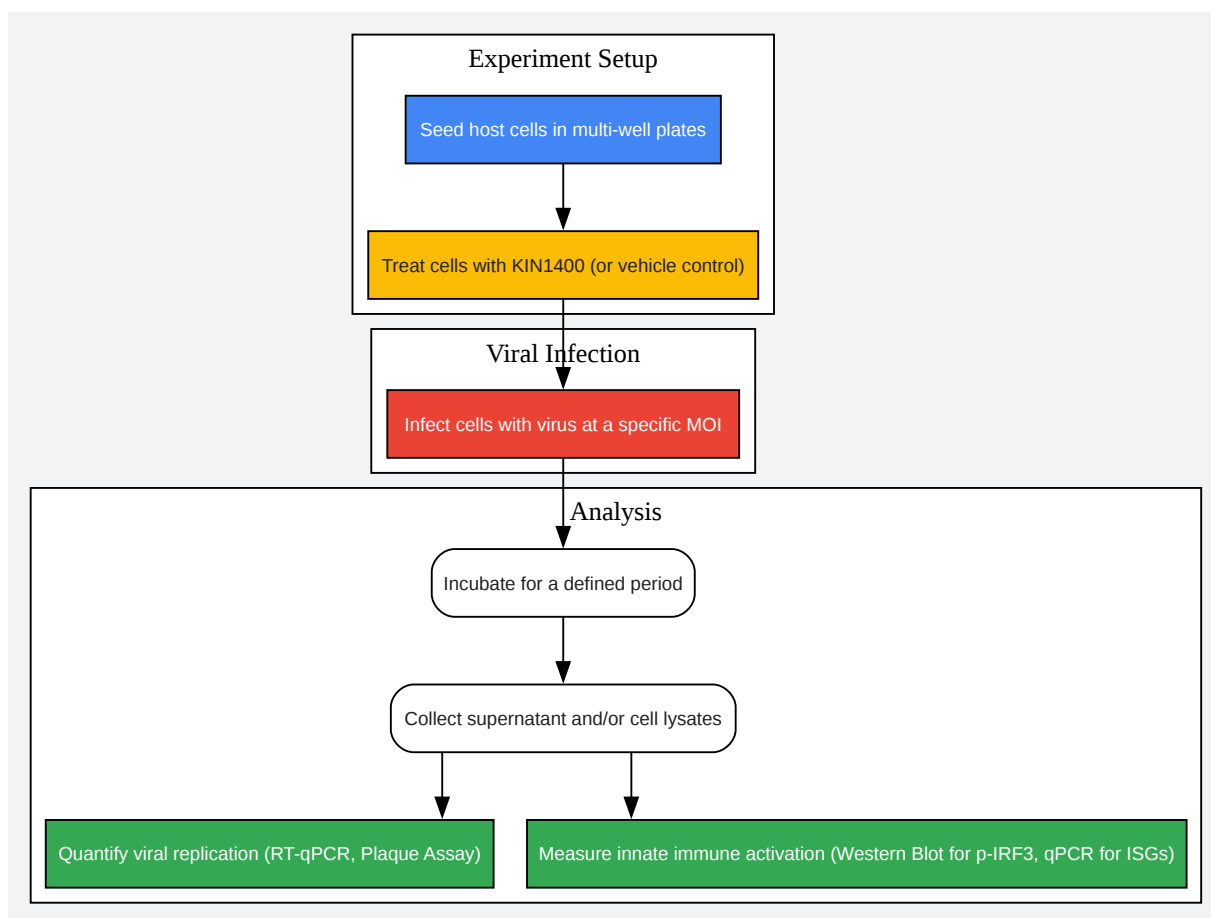 Experiment Setup
Seed host cells in multi-well plates
Treat cells with KIN1400 (or vehicle control)
Viral Infection
Infect cells with virus at a specific MOI
Analysis
Incubate for a defined period
Collect supernatant and/or cell lysates
Quantify viral replication (RT-qPCR, Plaque Assay)
Measure innate immune activation (Western Blot for p-IRF3, qPCR for ISGs)